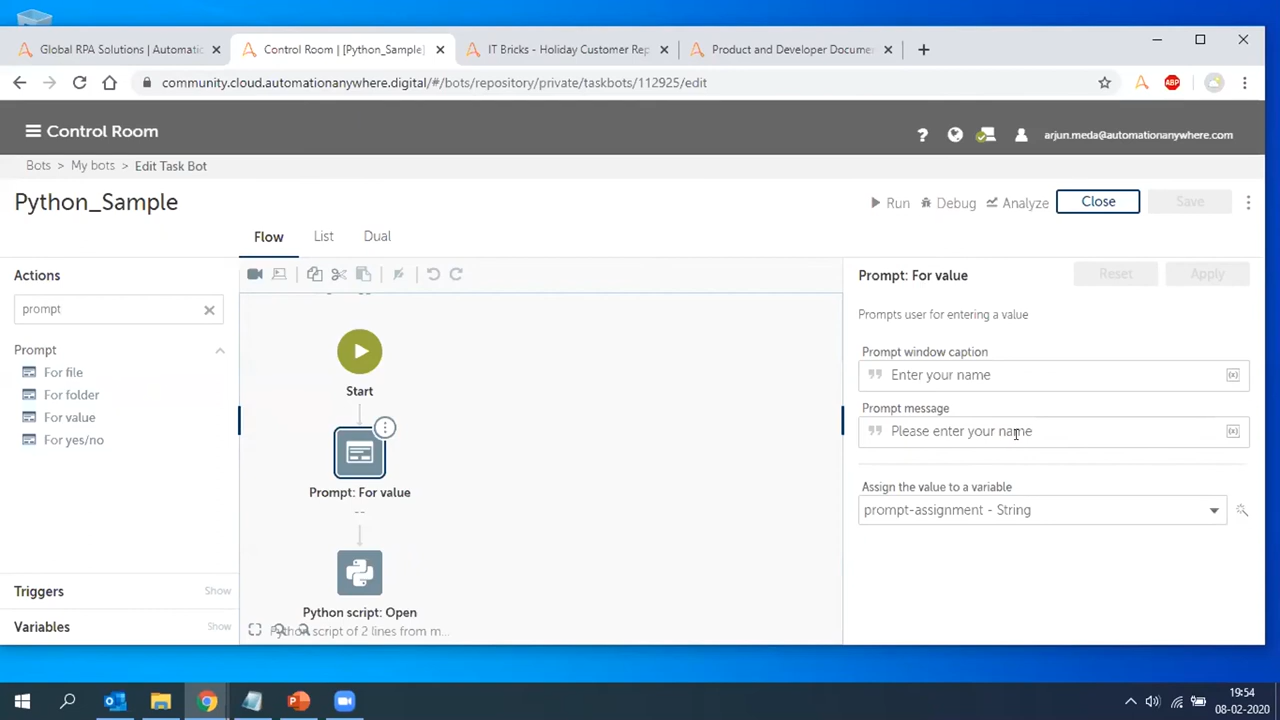 Global RPA Solutions | Automatic
Control Room | [Python_Sample]
IT Bricks - Holiday Customer Rep
Product and Developer Documen
community.cloud.automationanywhere.digital/#/bots/repository/private/taskbots/112925/edit
ABP
Control Room
?
arjun.meda@automationanywhere.com
Bots > My bots > Edit Task Bot
Python_Sample
Run
Debug
Analyze
Close
Save
Flow
List
Dual
Actions
prompt
Prompt
For file
For folder
For value
For yes/no
Triggers
Show
Variables
Show
Start
Prompt: For value
--
Python script: Open
Python script of 2 lines from m...
Prompt: For value
Reset
Apply
Prompts user for entering a value
Prompt window caption
Enter your name
(x)
Prompt message
Please enter your name
(x)
Assign the value to a variable
prompt-assignment - String
19:54
08-02-2020